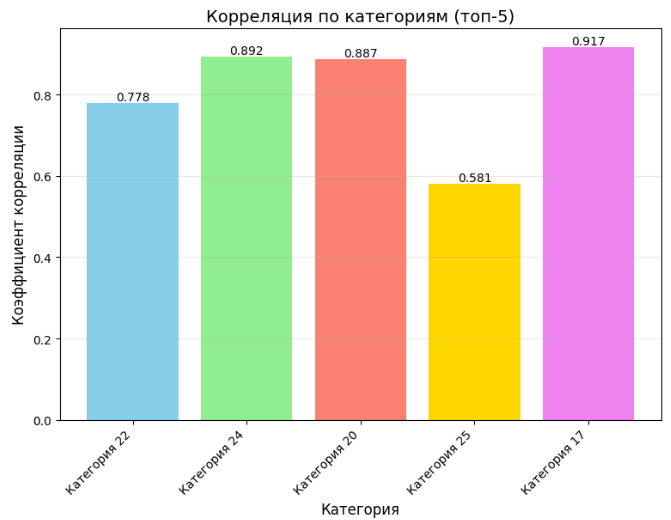 Корреляция по категориям (топ-5)
Коэффициент корреляции
0.8
0.6
0.4
0.2
0.0
0.778
0.892
0.887
0.581
0.917
Категория 22
Категория 24
Категория 20
Категория 25
Категория 17
Категория